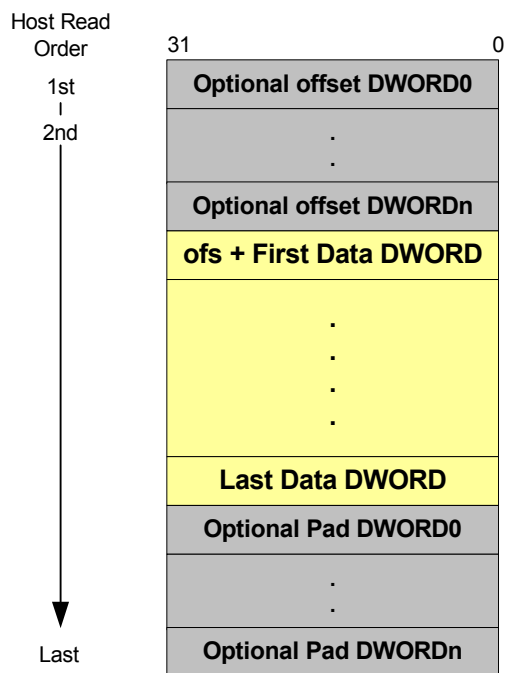 Host Read
Order
31 0
1st
Optional offset DWORD0
2nd
.
.
Optional offset DWORDn
ofs + First Data DWORD
.
.
.
.
Last Data DWORD
Optional Pad DWORD0
.
.
Last
Optional Pad DWORDn